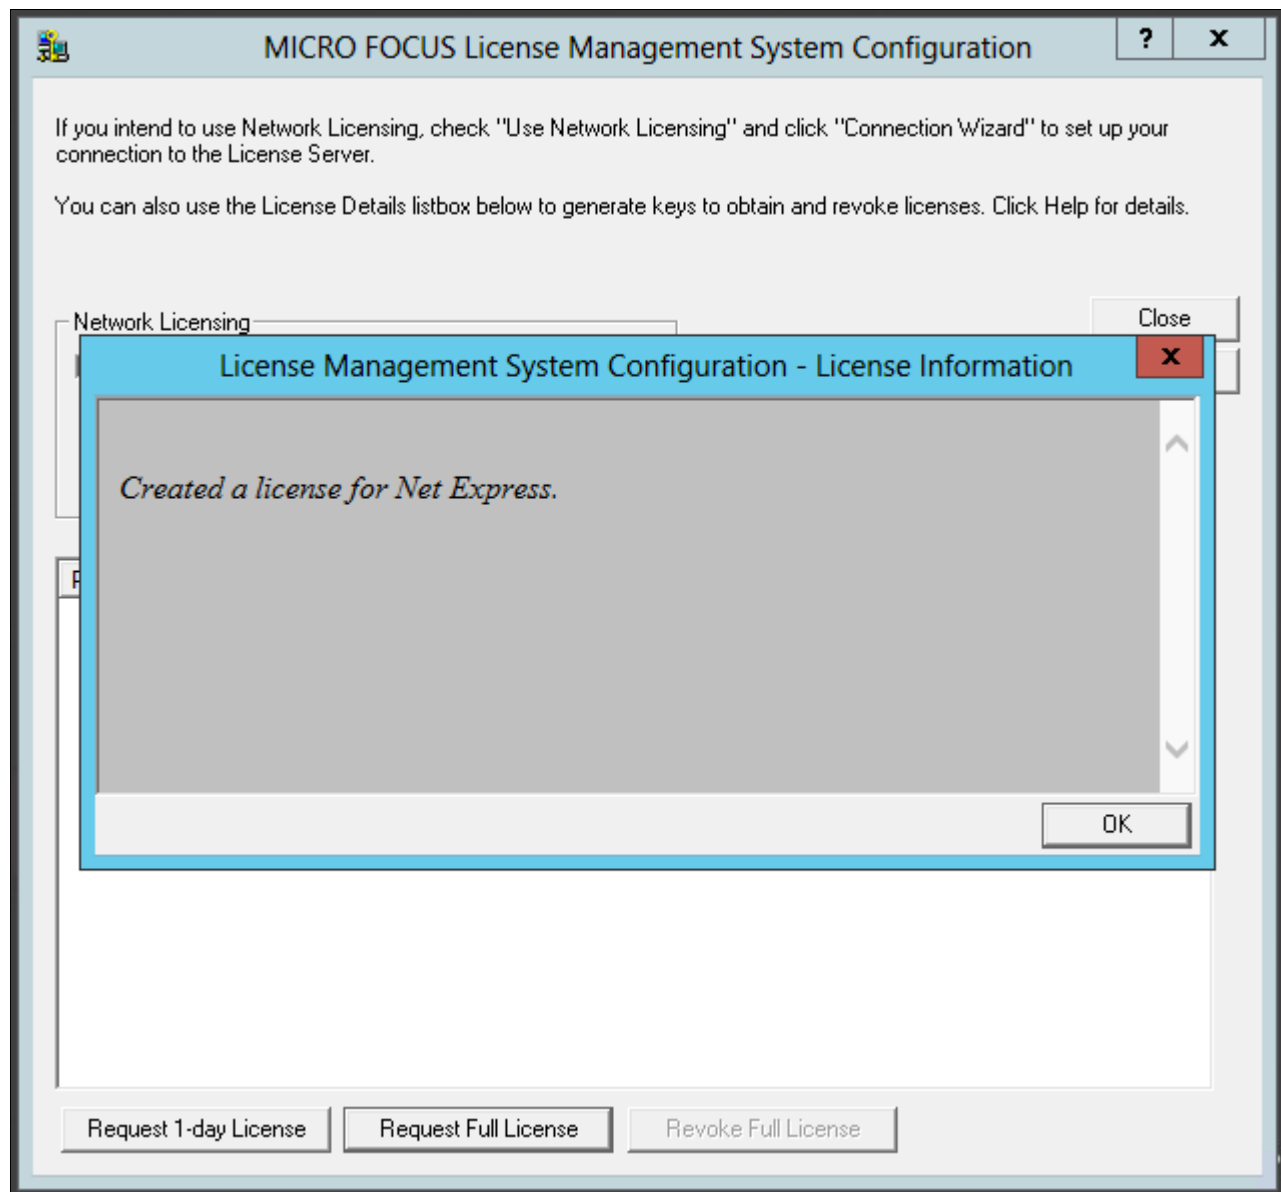 MICRO FOCUS License Management System Configuration
?
x
If you intend to use Network Licensing, check "Use Network Licensing" and click "Connection Wizard" to set up your
connection to the License Server.
You can also use the License Details listbox below to generate keys to obtain and revoke licenses. Click Help for details.
Network Licensing
Close
License Management System Configuration - License Information
x
Created a license for Net Express.
OK
Request 1-day License
Request Full License
Revoke Full License